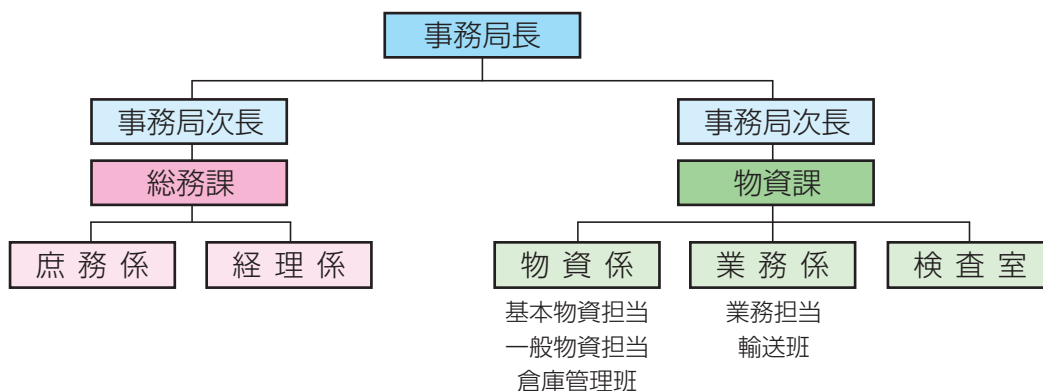 事務局長
事務局次長
事務局次長
総務課
物資課
庶務係
経理係
物資係
業務係
検査室
基本物資担当
業務担当
一般物資担当
輸送班
倉庫管理班